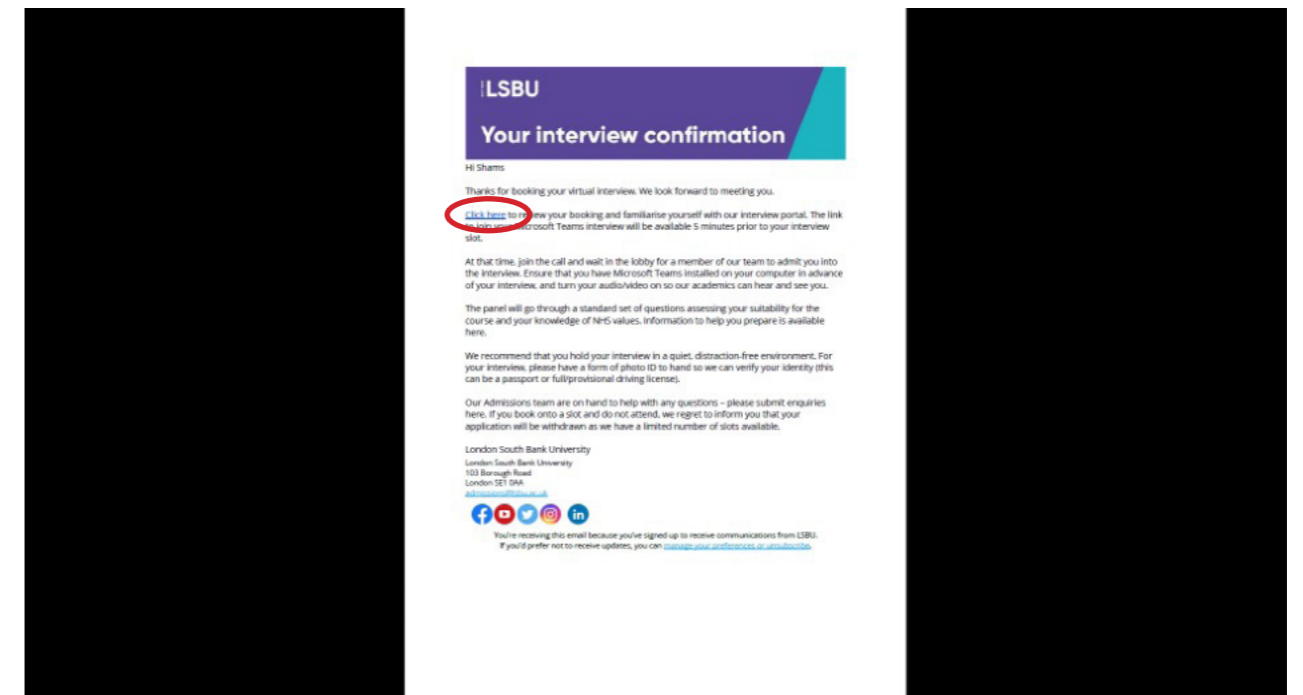 LSBU
Your interview confirmation
Hi Shams
Thanks for booking your virtual interview. We look forward to meeting you.
Click here to review your booking and familiarise yourself with our interview portal. The link
to join your Microsoft Teams interview will be available 5 minutes prior to your interview
slot.
At that time, join the call and wait in the lobby for a member of our team to admit you into
the interview. Ensure that you have Microsoft Teams installed on your computer in advance
of your interview, and turn your audio/video on so our academics can hear and see you.
The panel will go through a standard set of questions assessing your suitability for the
course and your knowledge of NHS values. Information to help you prepare is available
here.
We recommend that you hold your interview in a quiet, distraction-free environment. For
your interview, please have a form of photo ID to hand so we can verify your identity (this
can be a passport or full/provisional driving license).
Our Admissions team are on hand to help with any questions – please submit enquiries
here. If you book onto a slot and do not attend, we regret to inform you that your
application will be withdrawn as we have a limited number of slots available.
London South Bank University
London South Bank University
103 Borough Road
London SE1 0AA
admissions@lsbu.ac.uk
in
You're receiving this email because you've signed up to receive communications from LSBU.
If you'd prefer not to receive updates, you can manage your preferences or unsubscribe.